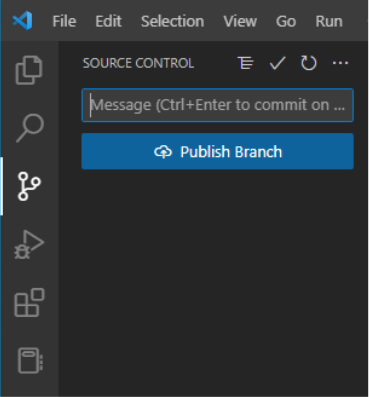 File Edit Selection View Go Run
SOURCE CONTROL
Message (Ctrl+Enter to commit on ...
Publish Branch